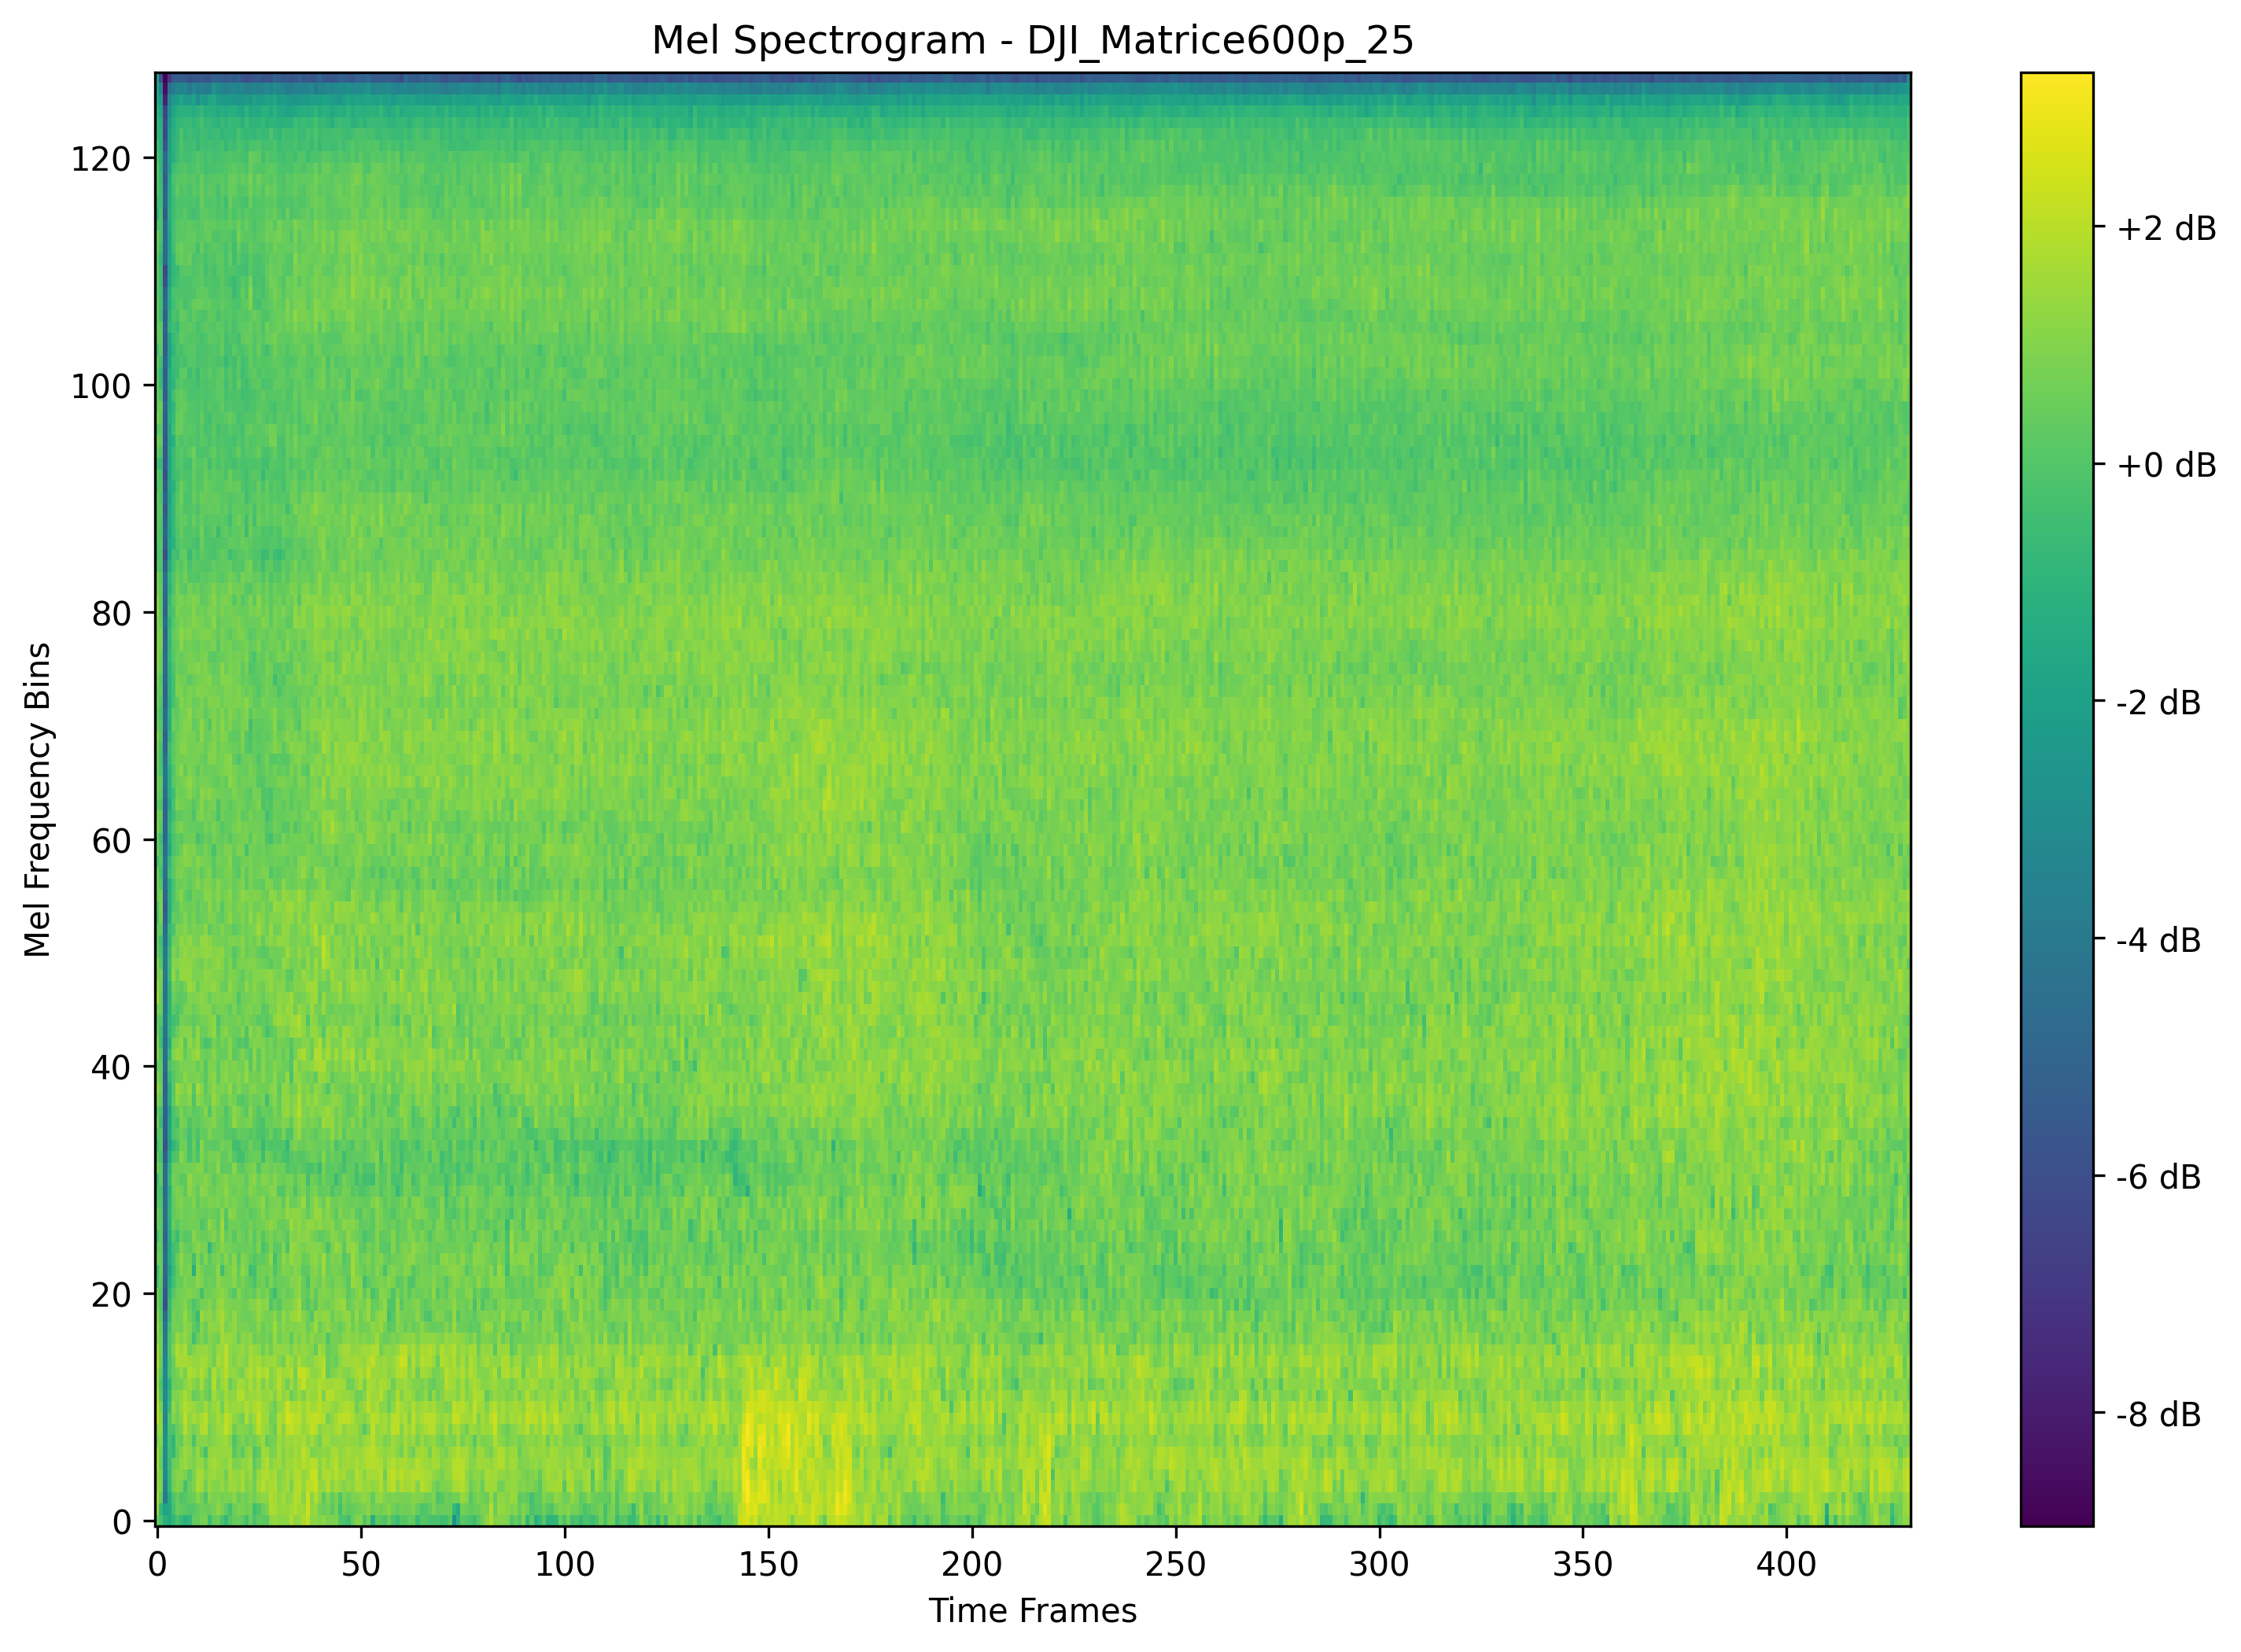 Mel Spectrogram - DJI_Matrice600p_25
120
100
80
60
40
20
0
Mel Frequency Bins
0 50 100 150 200 250 300 350 400
Time Frames
+2 dB
+0 dB
-2 dB
-4 dB
-6 dB
-8 dB